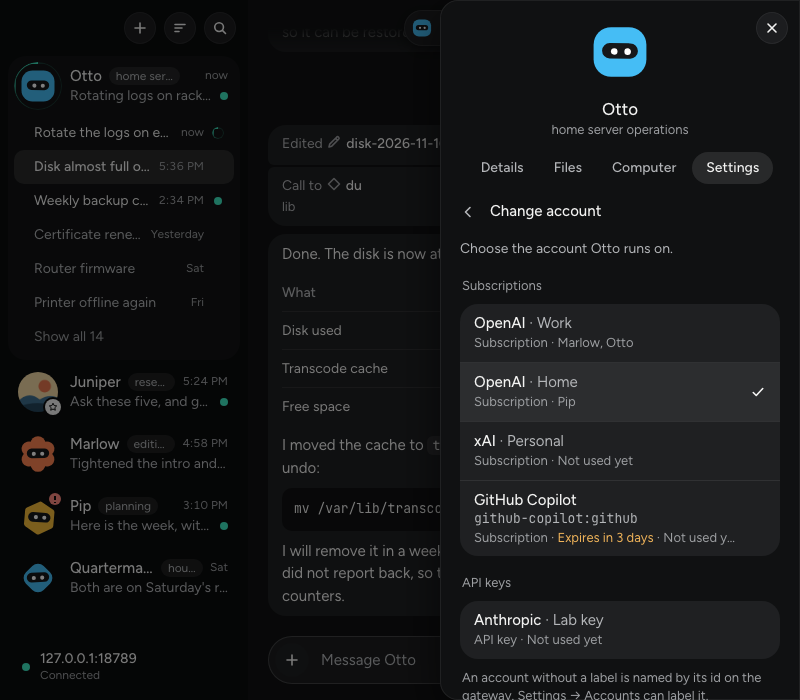 Otto home ser... now
Rotating logs on rack...
Rotate the logs on e... now
Disk almost full o... 5:36 PM
Weekly backup c... 2:34 PM
Certificate rene... Yesterday
Router firmware Sat
Printer offline again Fri
Show all 14
Juniper rese... 5:24 PM
Ask these five, and g...
Marlow editi... 4:58 PM
Tightened the intro and...
Pip planning 3:10 PM
Here is the week, wit...
Quarterma... hou... Sat
Both are on Saturday's r...
127.0.0.1:18789
Connected
so it can be restor
Edited disk-2026-11-1
Call to du
lib
Done. The disk is now at
What
Disk used
Transcode cache
Free space
I moved the cache to
undo:
mv /var/lib/transco
I will remove it in a week
did not report back, so t
counters.
Message Otto
Otto
home server operations
Details Files Computer Settings
Change account
Choose the account Otto runs on.
Subscriptions
OpenAI · Work
Subscription · Marlow, Otto
OpenAI · Home
Subscription · Pip
xAI · Personal
Subscription · Not used yet
GitHub Copilot
github-copilot:github
Subscription · Expires in 3 days · Not used y...
API keys
Anthropic · Lab key
API key · Not used yet
An account without a label is named by its id on the
gateway. Settings → Accounts can label it.